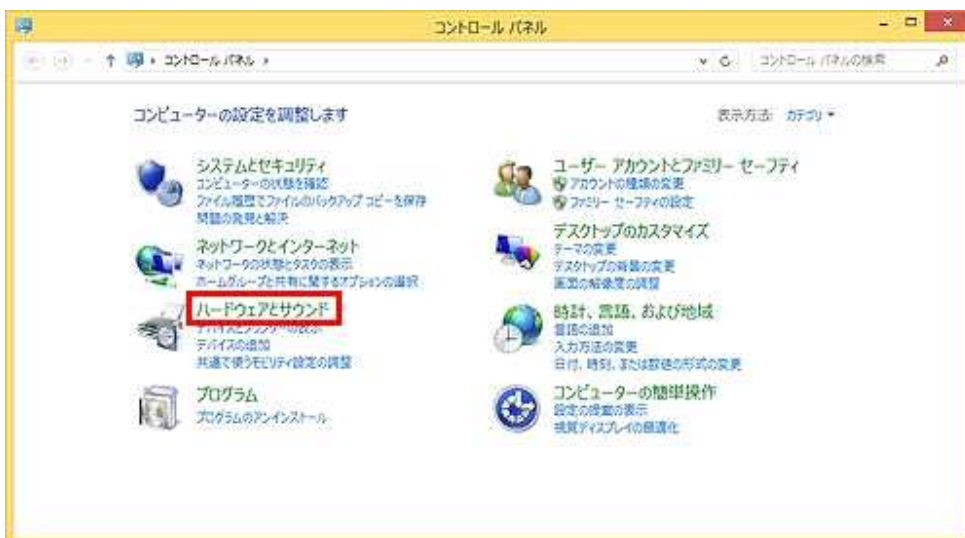 コントロール パネル
コントロール パネル
コントロール パネルの検索
コンピューターの設定を調整します
表示方法: カテゴリ
システムとセキュリティ
コンピューターの状態を確認
ファイル履歴でファイルのバックアップ コピーを保存
問題の発見と解決
ネットワークとインターネット
ネットワークの状態とタスクの表示
ホームグループと共有に関するオプションの選択
ハードウェアとサウンド
デバイスとプリンターの表示
デバイスの追加
共通で使うモビリティ設定の調整
プログラム
プログラムのアンインストール
ユーザー アカウントとファミリー セーフティ
アカウントの種類の変更
ファミリー セーフティの設定
デスクトップのカスタマイズ
テーマの変更
デスクトップの背景の変更
画面の解像度の調整
時計、言語、および地域
言語の追加
入力方法の変更
日付、時刻、または数値の形式の変更
コンピューターの簡単操作
設定の提案の表示
視覚ディスプレイの最適化